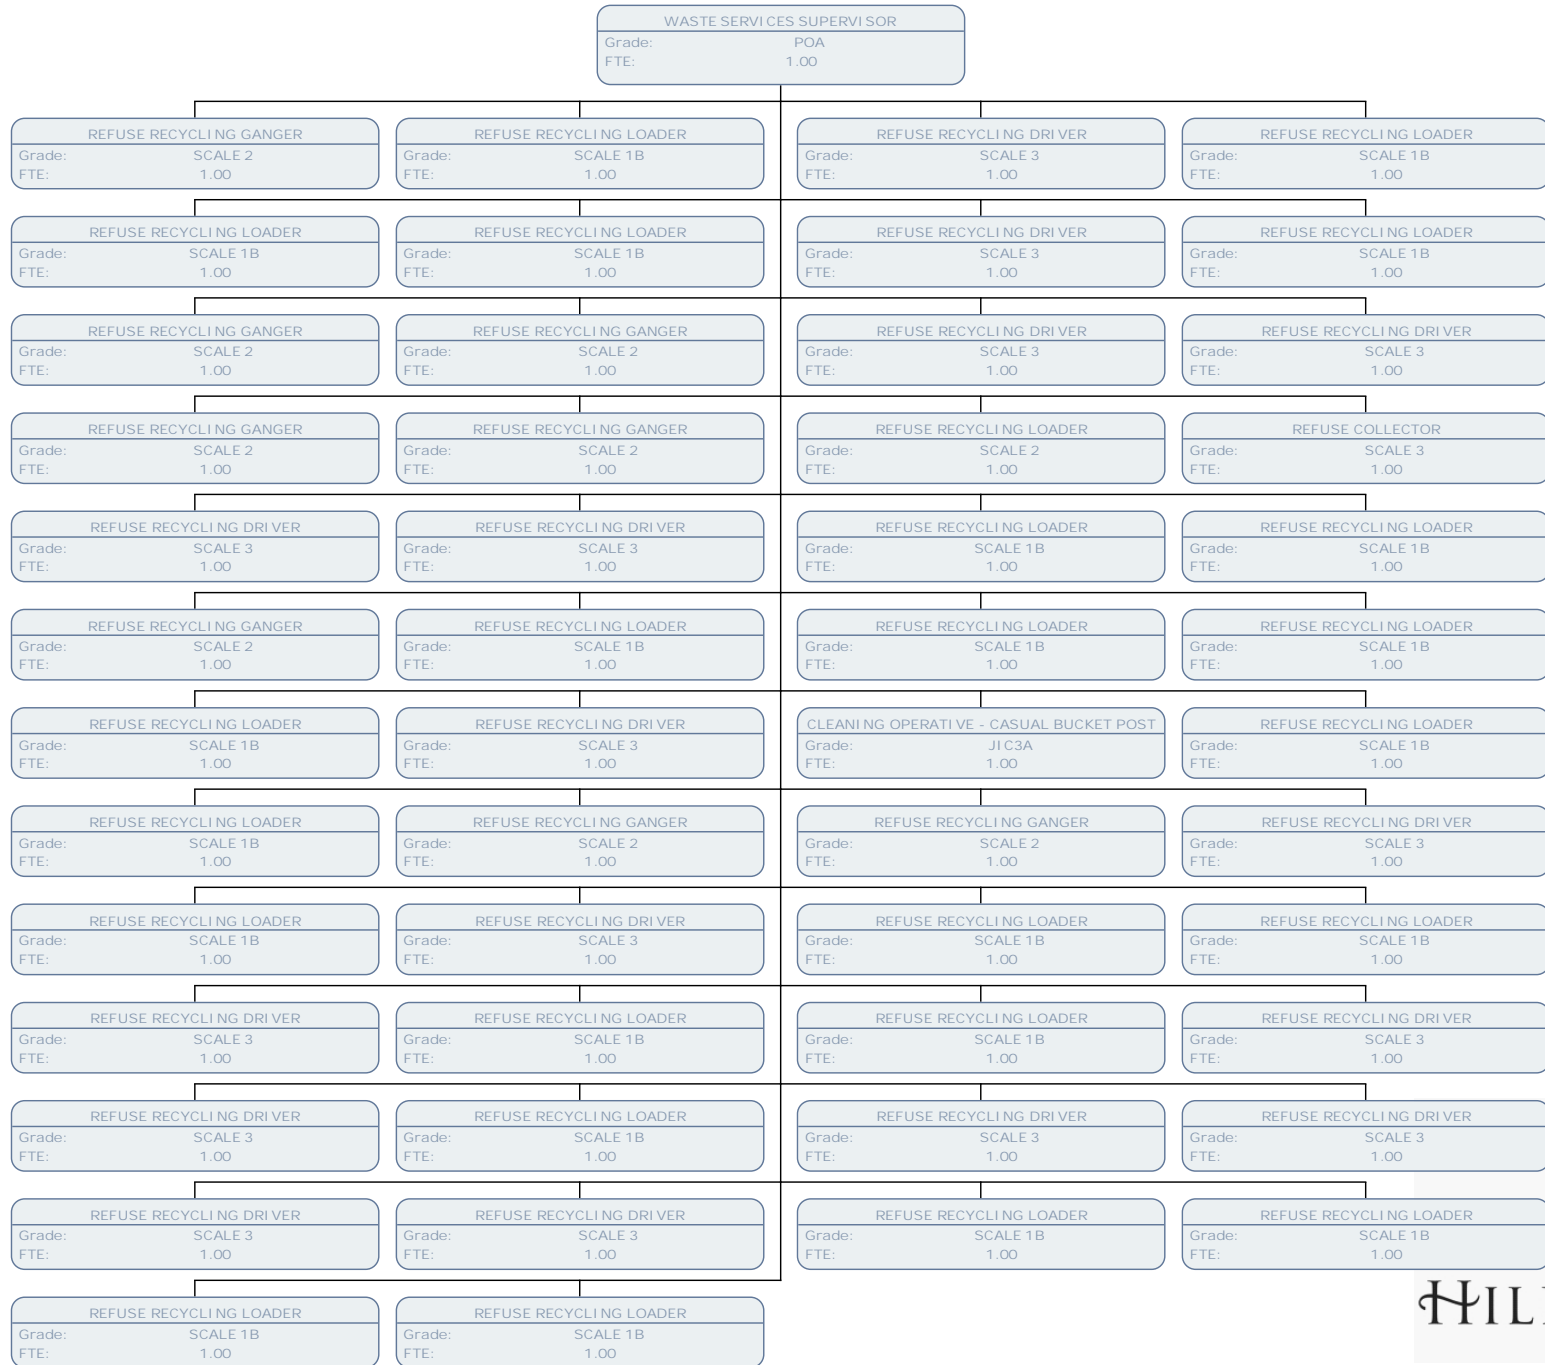 WASTE SERVICES SUPERVISOR
Grade: POA
FTE: 1.00
REFUSE RECYCLING GANGER REFUSE RECYCLING LOADER REFUSE RECYCLING DRIVER REFUSE RECYCLING LOADER
Grade: SCALE 2 Grade: SCALE 1B Grade: SCALE 3 Grade: SCALE 1B
FTE: 1.00 FTE: 1.00 FTE: 1.00 FTE: 1.00
REFUSE RECYCLING LOADER REFUSE RECYCLING LOADER REFUSE RECYCLING DRIVER REFUSE RECYCLING LOADER
Grade: SCALE 1B Grade: SCALE 1B Grade: SCALE 3 Grade: SCALE 1B
FTE: 1.00 FTE: 1.00 FTE: 1.00 FTE: 1.00
REFUSE RECYCLING GANGER REFUSE RECYCLING GANGER REFUSE RECYCLING DRIVER REFUSE RECYCLING DRIVER
Grade: SCALE 2 Grade: SCALE 2 Grade: SCALE 3 Grade: SCALE 3
FTE: 1.00 FTE: 1.00 FTE: 1.00 FTE: 1.00
REFUSE RECYCLING GANGER REFUSE RECYCLING GANGER REFUSE RECYCLING LOADER REFUSE COLLECTOR
Grade: SCALE 2 Grade: SCALE 2 Grade: SCALE 2 Grade: SCALE 3
FTE: 1.00 FTE: 1.00 FTE: 1.00 FTE: 1.00
REFUSE RECYCLING DRIVER REFUSE RECYCLING DRIVER REFUSE RECYCLING LOADER REFUSE RECYCLING LOADER
Grade: SCALE 3 Grade: SCALE 3 Grade: SCALE 1B Grade: SCALE 1B
FTE: 1.00 FTE: 1.00 FTE: 1.00 FTE: 1.00
REFUSE RECYCLING GANGER REFUSE RECYCLING LOADER REFUSE RECYCLING LOADER REFUSE RECYCLING LOADER
Grade: SCALE 2 Grade: SCALE 1B Grade: SCALE 1B Grade: SCALE 1B
FTE: 1.00 FTE: 1.00 FTE: 1.00 FTE: 1.00
REFUSE RECYCLING LOADER REFUSE RECYCLING DRIVER CLEANING OPERATIVE - CASUAL BUCKET POST REFUSE RECYCLING LOADER
Grade: SCALE 1B Grade: SCALE 3 Grade: JIC3A Grade: SCALE 1B
FTE: 1.00 FTE: 1.00 FTE: 1.00 FTE: 1.00
REFUSE RECYCLING LOADER REFUSE RECYCLING GANGER REFUSE RECYCLING GANGER REFUSE RECYCLING DRIVER
Grade: SCALE 1B Grade: SCALE 2 Grade: SCALE 2 Grade: SCALE 3
FTE: 1.00 FTE: 1.00 FTE: 1.00 FTE: 1.00
REFUSE RECYCLING LOADER REFUSE RECYCLING DRIVER REFUSE RECYCLING LOADER REFUSE RECYCLING LOADER
Grade: SCALE 1B Grade: SCALE 3 Grade: SCALE 1B Grade: SCALE 1B
FTE: 1.00 FTE: 1.00 FTE: 1.00 FTE: 1.00
REFUSE RECYCLING DRIVER REFUSE RECYCLING LOADER REFUSE RECYCLING LOADER REFUSE RECYCLING DRIVER
Grade: SCALE 3 Grade: SCALE 1B Grade: SCALE 1B Grade: SCALE 3
FTE: 1.00 FTE: 1.00 FTE: 1.00 FTE: 1.00
REFUSE RECYCLING DRIVER REFUSE RECYCLING LOADER REFUSE RECYCLING DRIVER REFUSE RECYCLING DRIVER
Grade: SCALE 3 Grade: SCALE 1B Grade: SCALE 3 Grade: SCALE 3
FTE: 1.00 FTE: 1.00 FTE: 1.00 FTE: 1.00
REFUSE RECYCLING DRIVER REFUSE RECYCLING DRIVER REFUSE RECYCLING LOADER REFUSE RECYCLING LOADER
Grade: SCALE 3 Grade: SCALE 3 Grade: SCALE 1B Grade: SCALE 1B
FTE: 1.00 FTE: 1.00 FTE: 1.00 FTE: 1.00
REFUSE RECYCLING LOADER REFUSE RECYCLING LOADER
Grade: SCALE 1B Grade: SCALE 1B
FTE: 1.00 FTE: 1.00